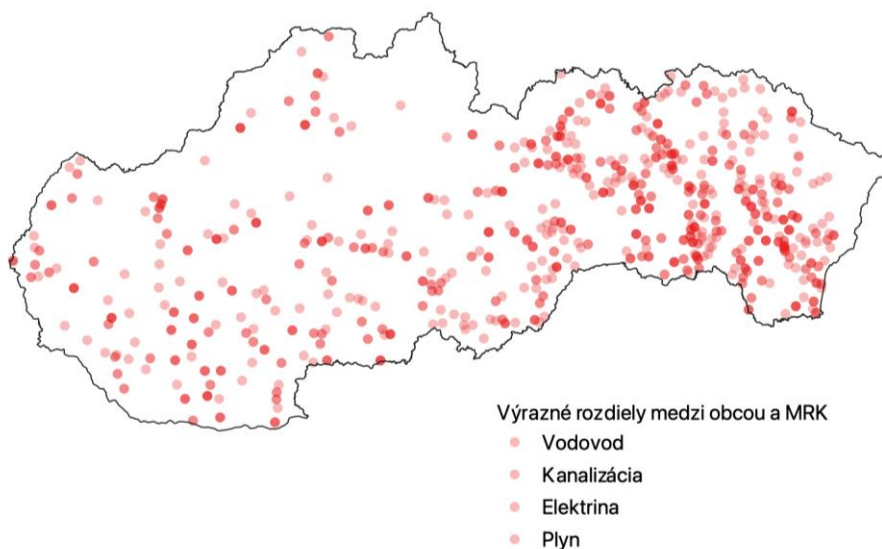 Výrazné rozdiely medzi obcou a MRK
Vodovod
Kanalizácia
Elektrina
Plyn